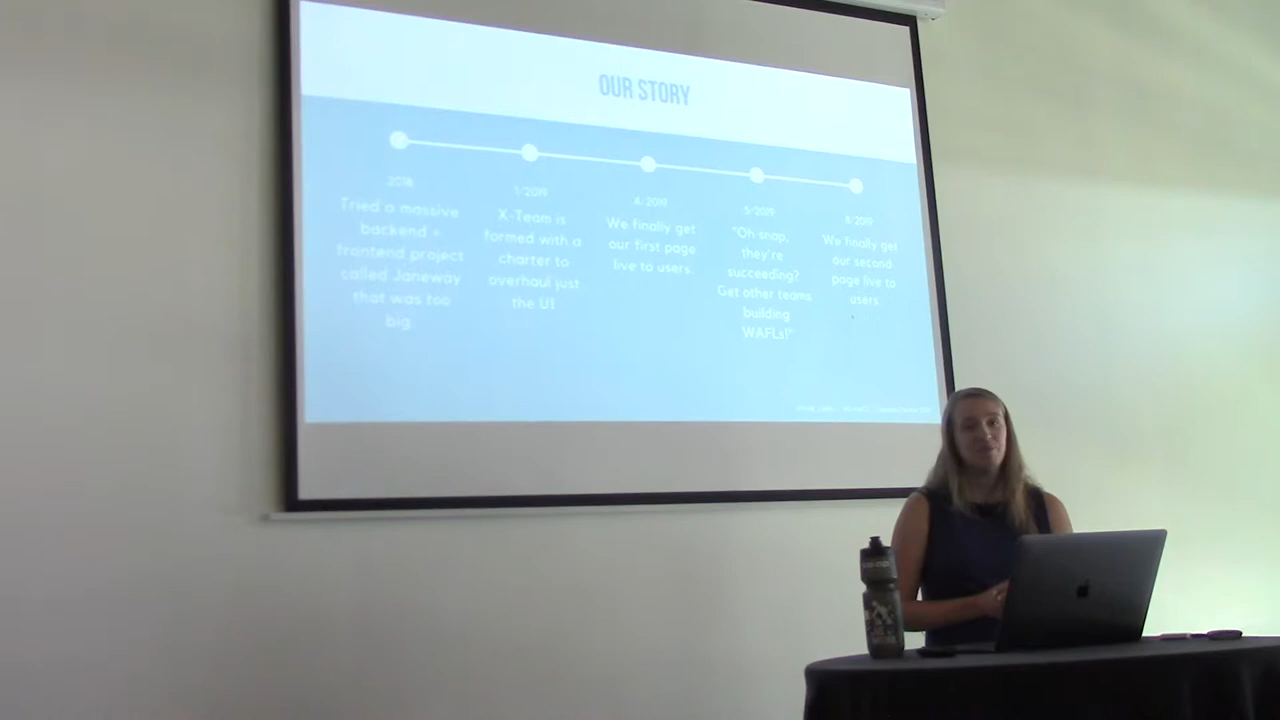 OUR STORY
2018
Tried a massive
backend +
frontend project
called Janeway
that was too
big
1/2019
X-Team is
formed with a
charter to
overhaul just
the UI
4/2019
We finally get
our first page
live to users.
5/2019
"Oh snap,
they're
succeeding?
Get other teams
building
WAFLs!"
8/2019
We finally get
our second
page live to
users